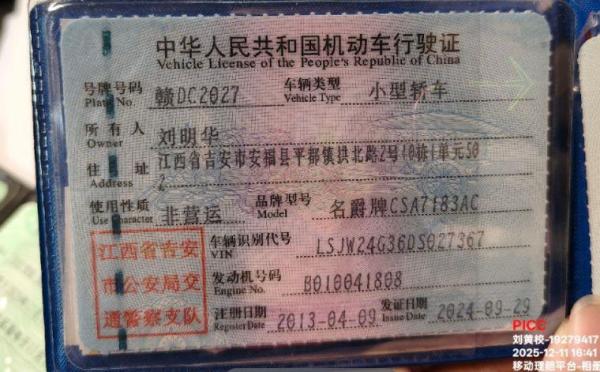 中华人民共和国机动车行驶证
Vehicle License of the People's Republic of China
号牌号码 赣DC2027 车辆类型 小型轿车
Plate No. Vehicle Type
所有人 刘明华
Owner
住址 江西省吉安市安福县平都镇拱北路2号10栋1单元50
2
使用性质 非营运 品牌型号 名爵牌CSA7183AC
Use Character Model
江西省吉安
市公安局交
通警察支队
车辆识别代号 LSJW24G36DS027367
VIN
发动机号码 B010041808
Engine No.
注册日期 2013-04-09 发证日期 2024-09-29
Register Date Issue Date
PICC
刘黄校-19279417
2025-12-11 16:41
移动理赔平台-相册